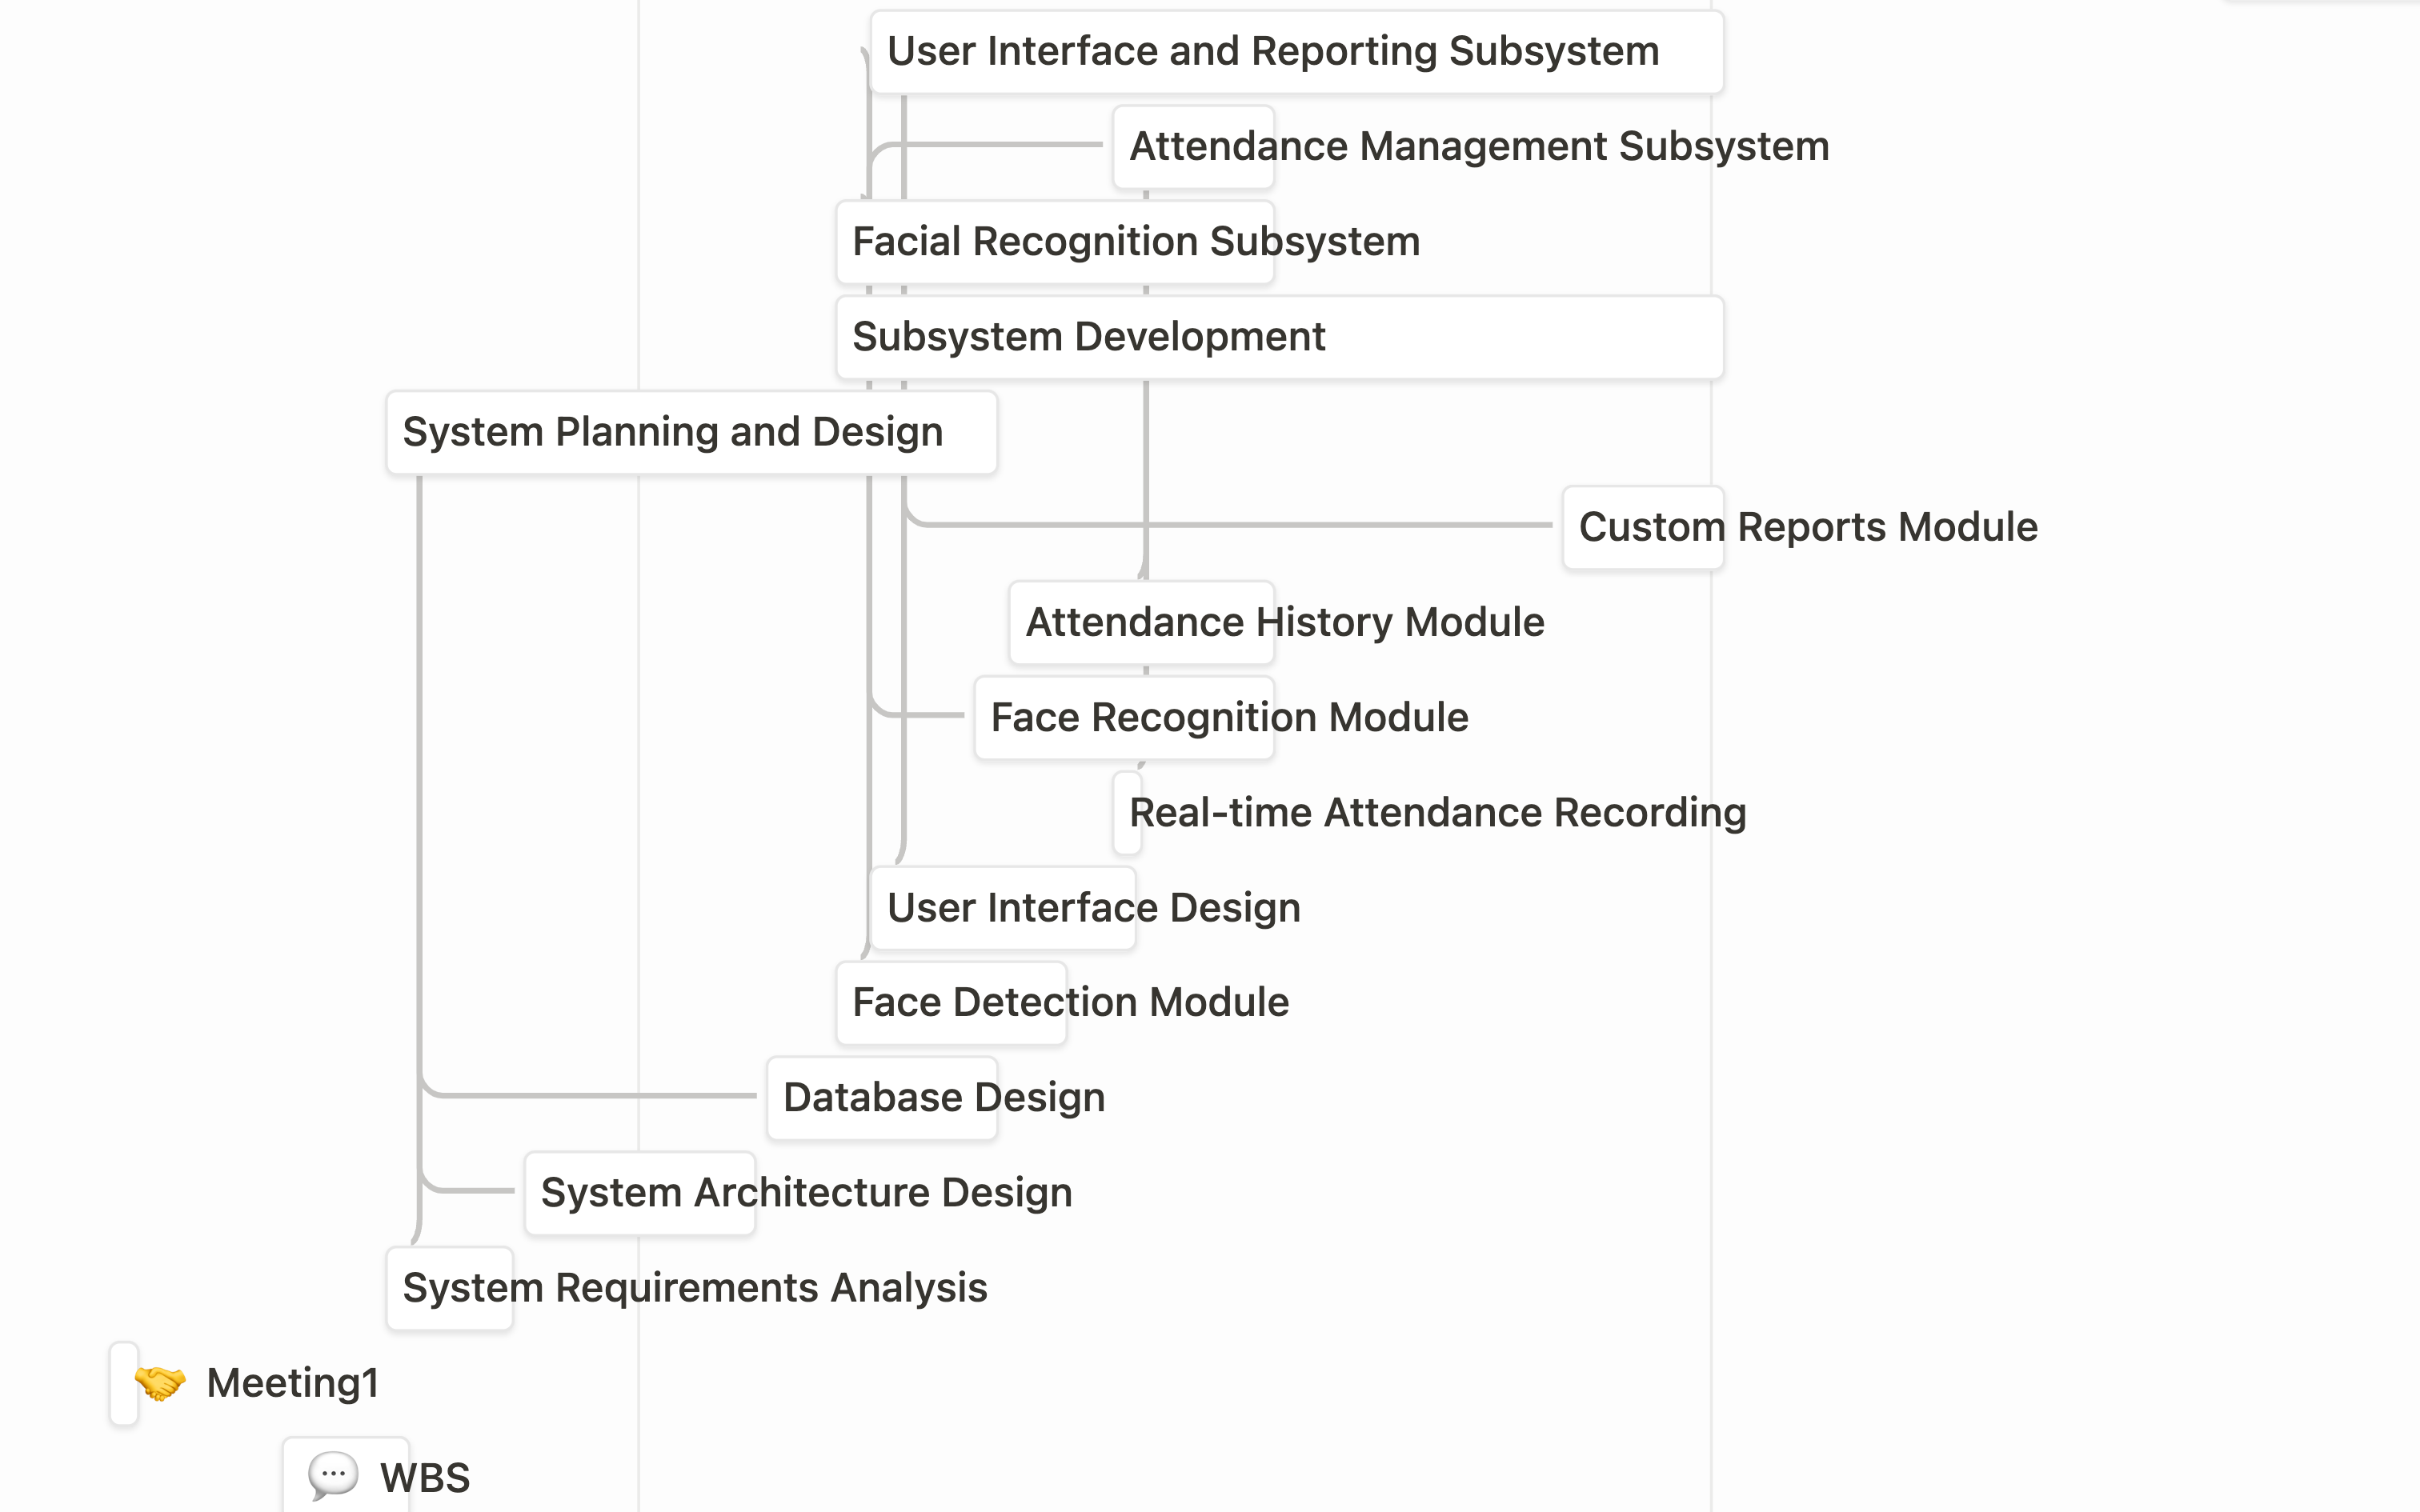 User Interface and Reporting Subsystem
Attendance Management Subsystem
Facial Recognition Subsystem
Subsystem Development
System Planning and Design
Custom Reports Module
Attendance History Module
Face Recognition Module
Real-time Attendance Recording
User Interface Design
Face Detection Module
Database Design
System Architecture Design
System Requirements Analysis
Meeting1
WBS